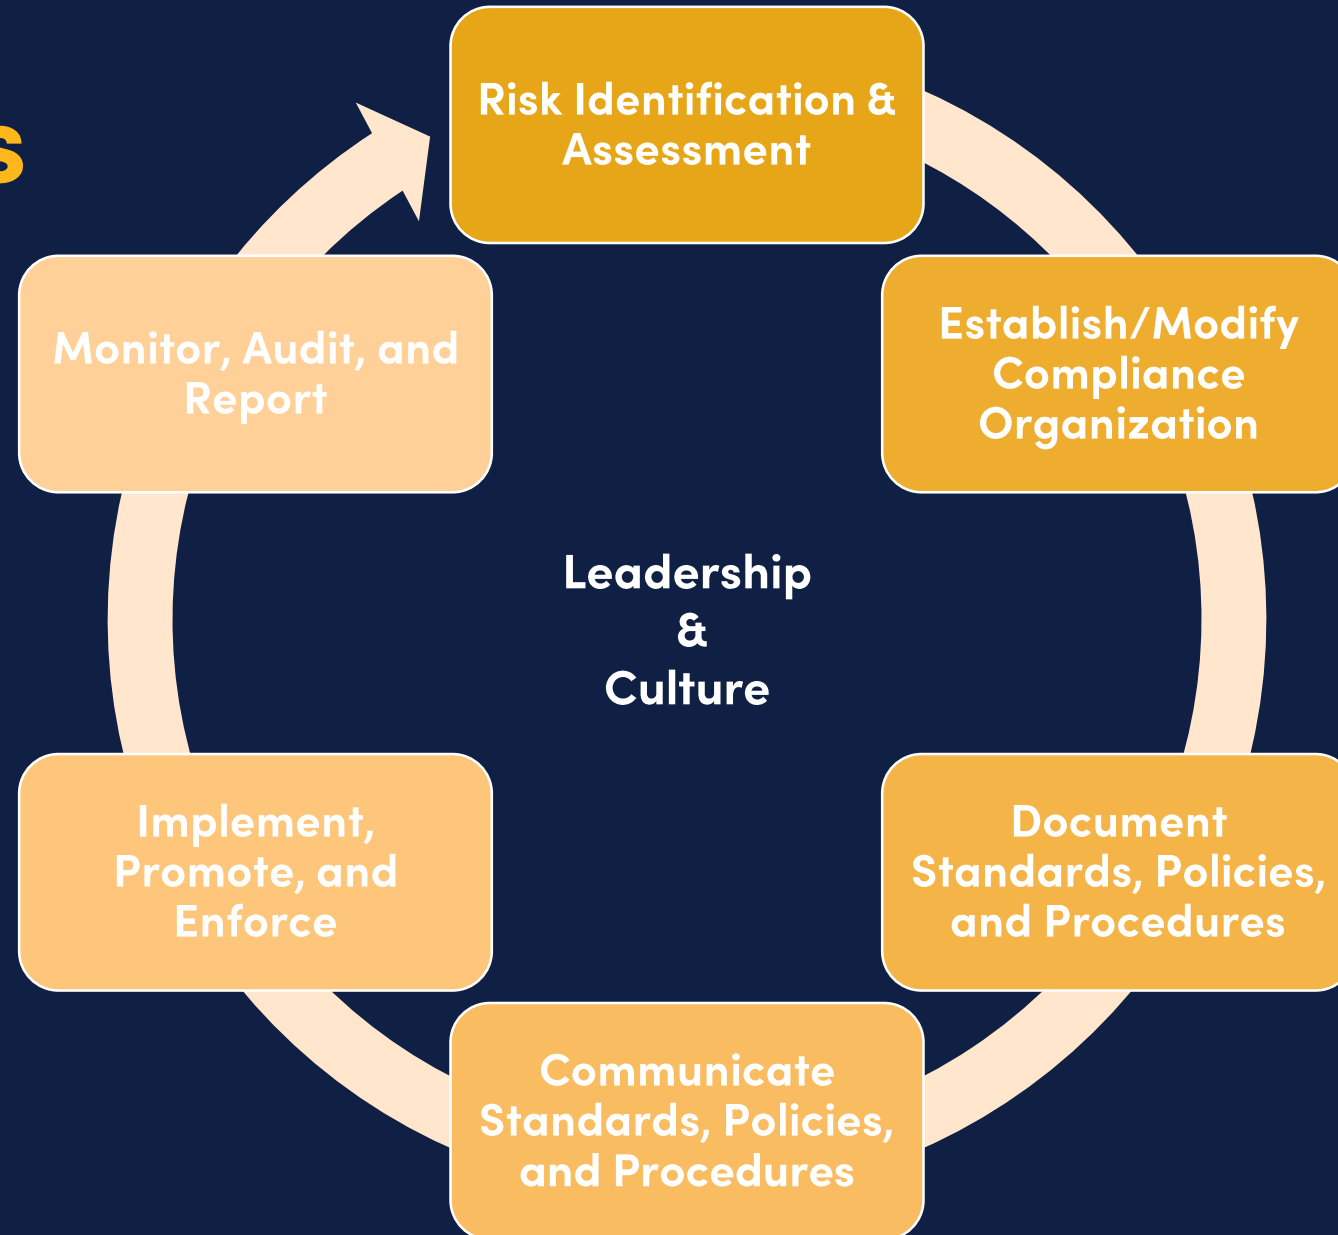 Risk Identification &
Assessment
Establish/Modify
Compliance
Organization
Document
Standards, Policies,
and Procedures
Communicate
Standards, Policies,
and Procedures
Implement,
Promote, and
Enforce
Monitor, Audit, and
Report
Leadership
&
Culture